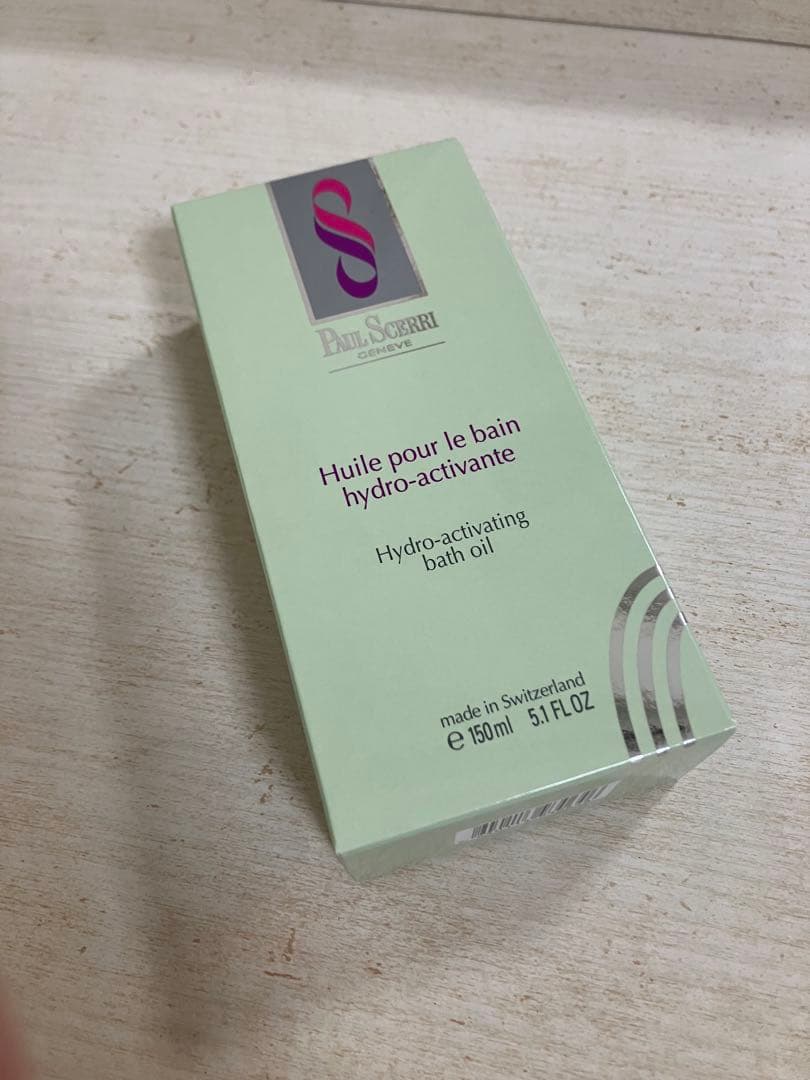 PAUL SCERRI
GENEVE
Huile pour le bain
hydro-activante
Hydro-activating
bath oil
made in Switzerland
e 150ml 5.1 FL OZ